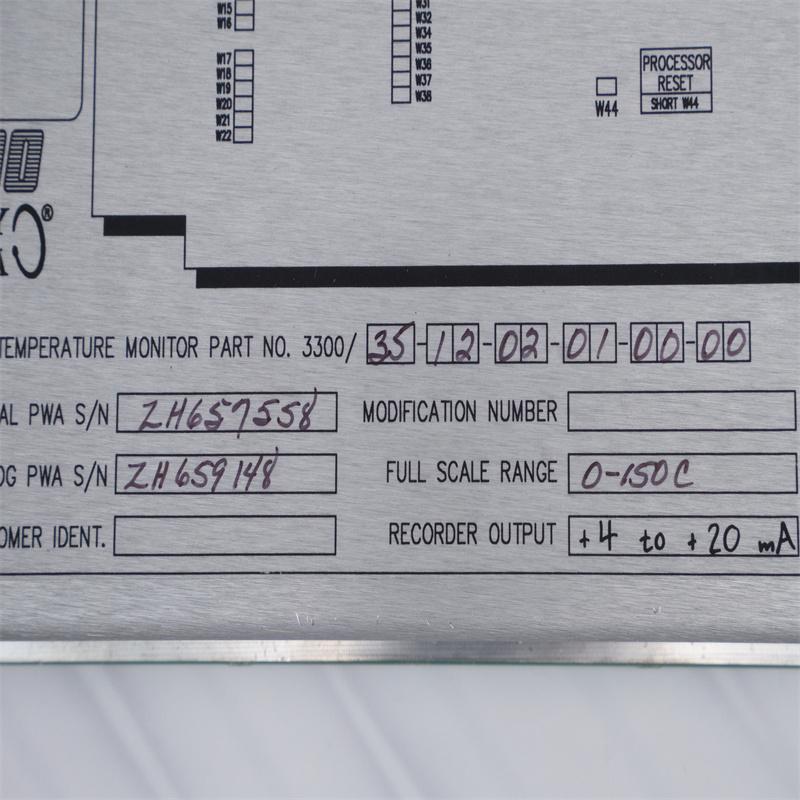 W15
W16
W17
W18
W19
W20
W21
W22
W31
W32
W34
W35
W36
W37
W38
W44
PROCESSOR
RESET
SHORT W44
TEMPERATURE MONITOR PART NO. 3300/ 35-12-02-01-00-00
AL PWA S/N ZH657558
MODIFICATION NUMBER
OG PWA S/N ZH659148
FULL SCALE RANGE 0-150C
OMER IDENT.
RECORDER OUTPUT +4 to +20 mA